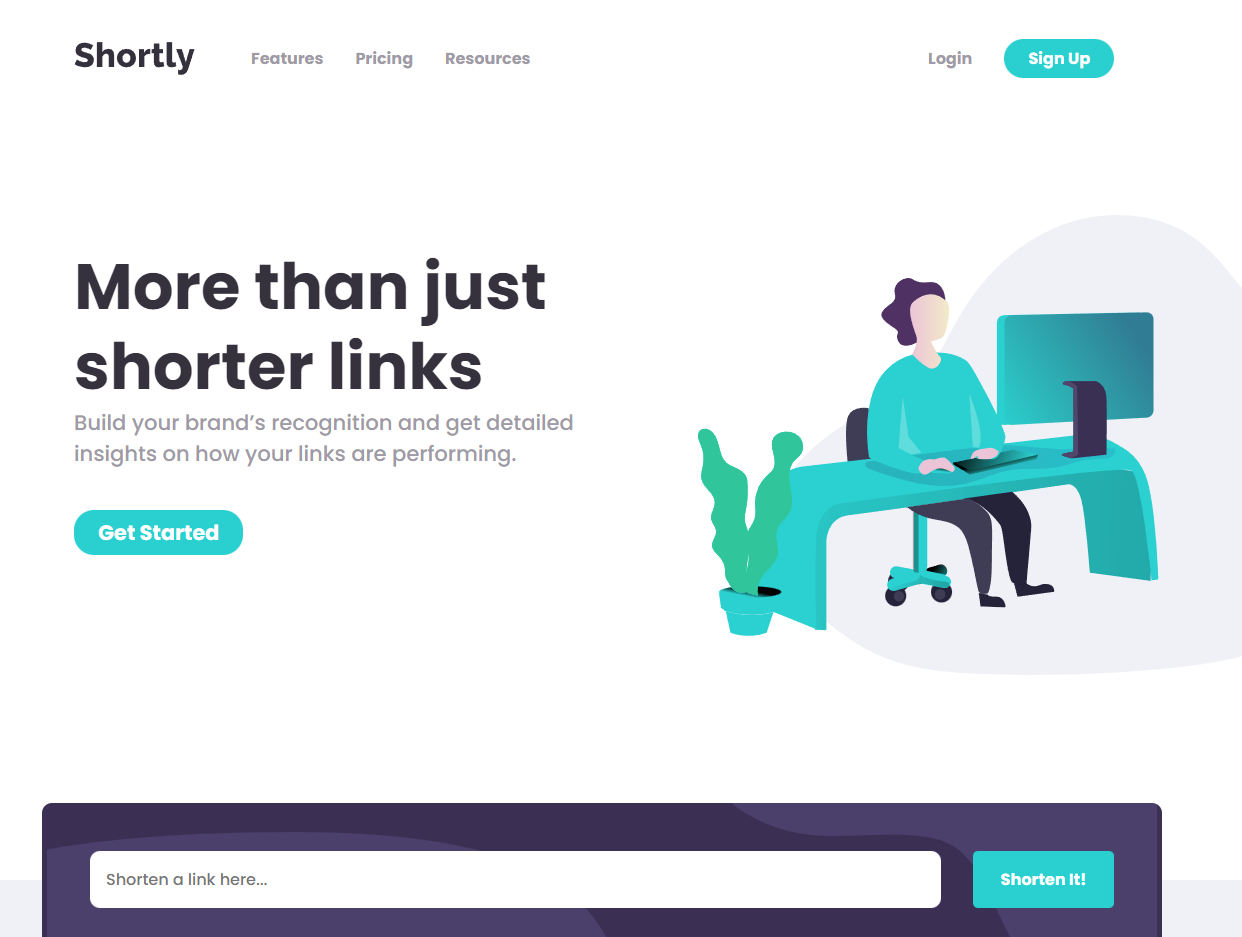 Shortly
Features
Pricing
Resources
Login
Sign Up
More than just
shorter links
Build your brand’s recognition and get detailed
insights on how your links are performing.
Get Started
Shorten a link here...
Shorten It!